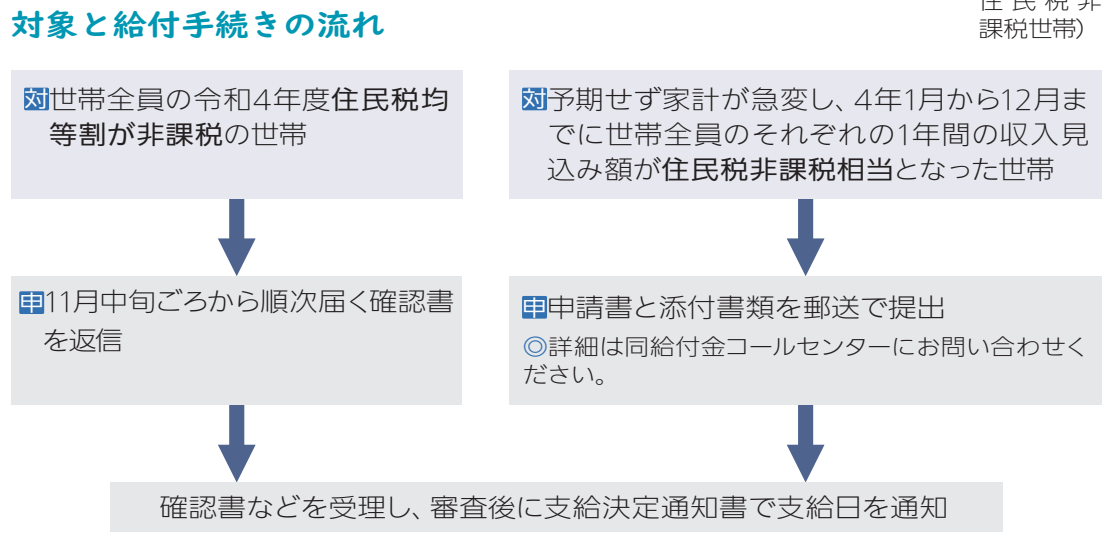 住民税非
課税世帯)
対象と給付手続きの流れ
対世帯全員の令和4年度住民税均
等割が非課税の世帯
対予期せず家計が急変し、4年1月から12月ま
でに世帯全員のそれぞれの1年間の収入見
込み額が住民税非課税相当となった世帯
申11月中旬ごろから順次届く確認書
を返信
申申請書と添付書類を郵送で提出
◎詳細は同給付金コールセンターにお問い合わせく
ださい。
確認書などを受理し、審査後に支給決定通知書で支給日を通知